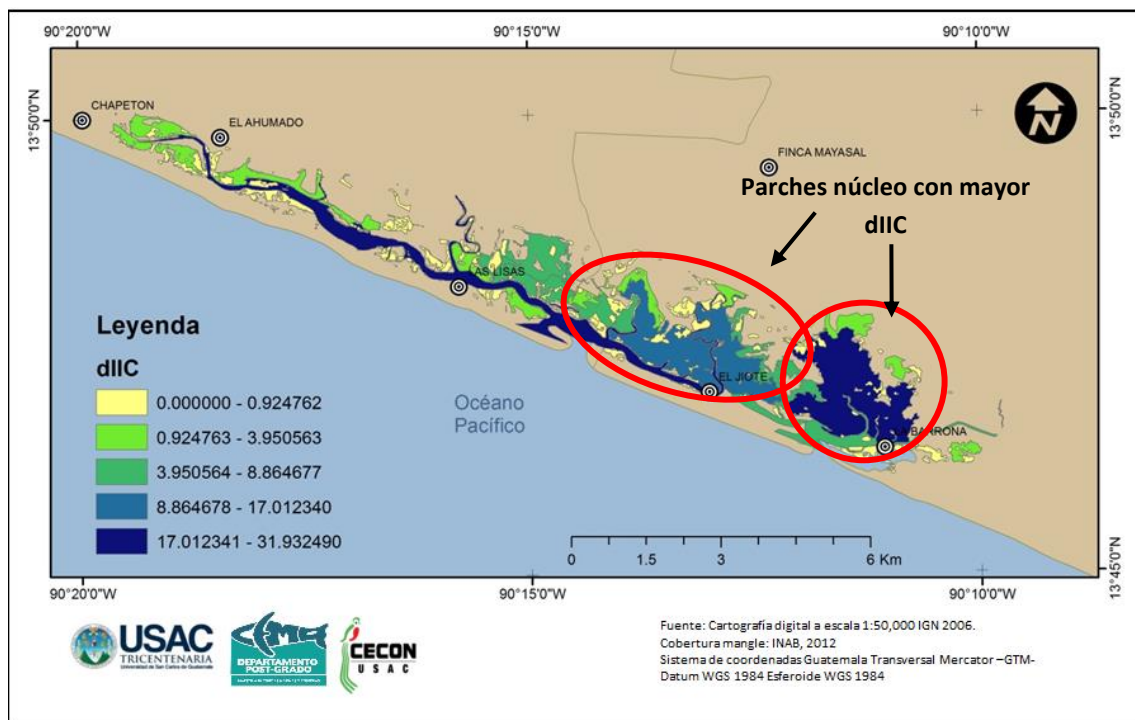 90°20'0"W 90°15'0"W 90°10'0"W
13°50'0"N
13°50'0"N
CHAPETON
EL AHUMADO
FINCA MAYASAL
Parches núcleo con mayor
dIIC
LAS LISAS
EL JIOTE
LA BARRONA
Océano
Pacífico
Leyenda
dIIC
0.000000 - 0.924762
0.924763 - 3.950563
3.950564 - 8.864677
8.864678 - 17.012340
17.012341 - 31.932490
0 1.5 3 6 Km
N
13°45'0"N
90°20'0"W 90°15'0"W 90°10'0"W
USAC
TRICENTENARIA
Universidad de San Carlos de Guatemala
DEPARTAMENTO
POST-GRADO
CECON
USAC
Fuente: Cartografía digital a escala 1:50,000 IGN 2006.
Cobertura mangle: INAB, 2012
Sistema de coordenadas Guatemala Transversal Mercator –GTM-
Datum WGS 1984 Esferoide WGS 1984